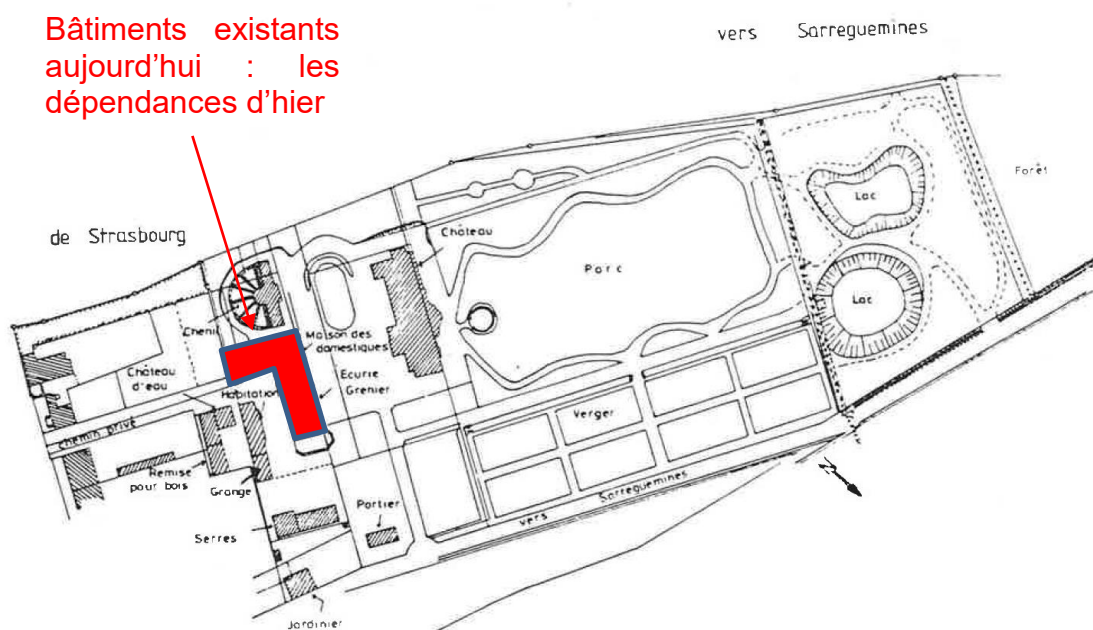 Bâtiments existants
aujourd'hui : les
dépendances d'hier
vers Sarreguemines
de Strasbourg
Forêt
Lac
Château
Parc
Lac
Chenil
Maison des
domestiques
Château
d'eau
Ecurie
Grenier
Habitation
Verger
Chemin privé
Remise
pour bois
Grange
vers Sarreguemines
N
Portier
Serres
Jardinier